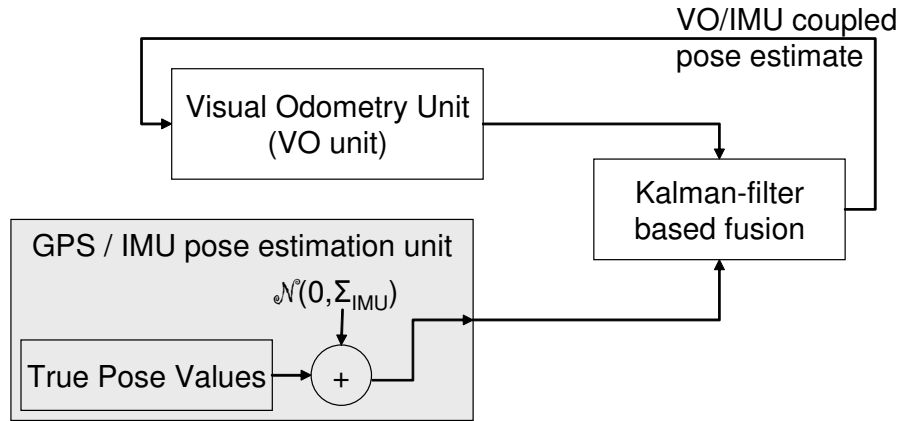 VO/IMU coupled
pose estimate
Visual Odometry Unit
(VO unit)
Kalman-filter
based fusion
GPS / IMU pose estimation unit
𝒩(0,Σ_IMU)
True Pose Values
+